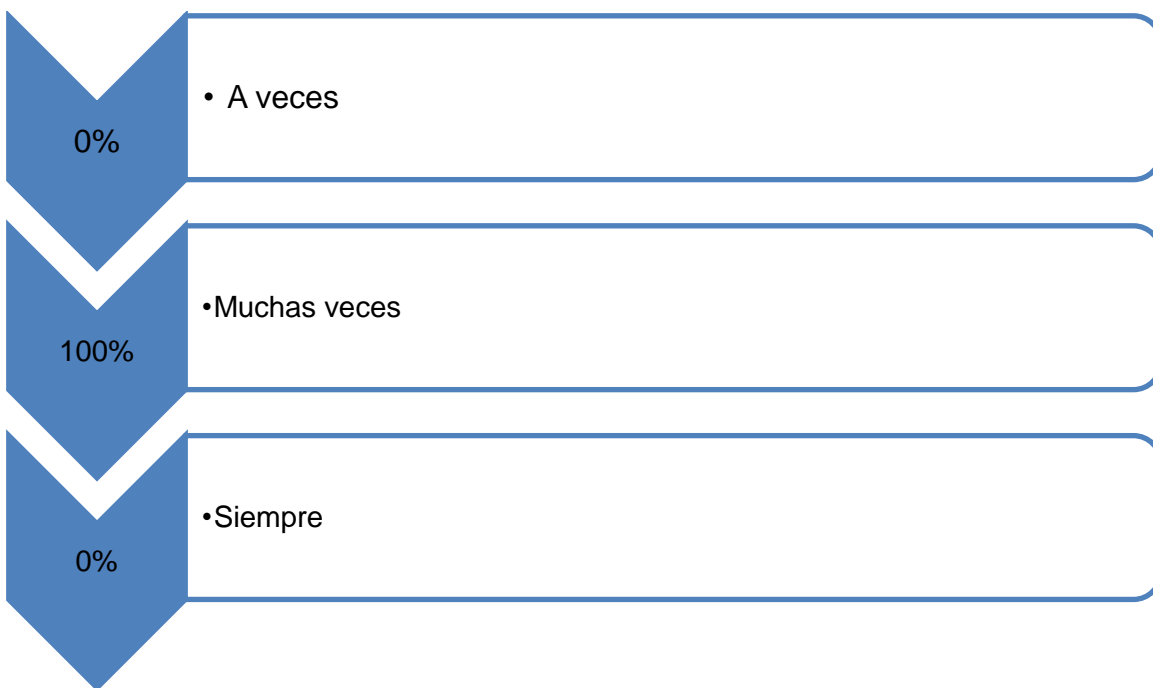 • A veces
0%
•Muchas veces
100%
•Siempre
0%